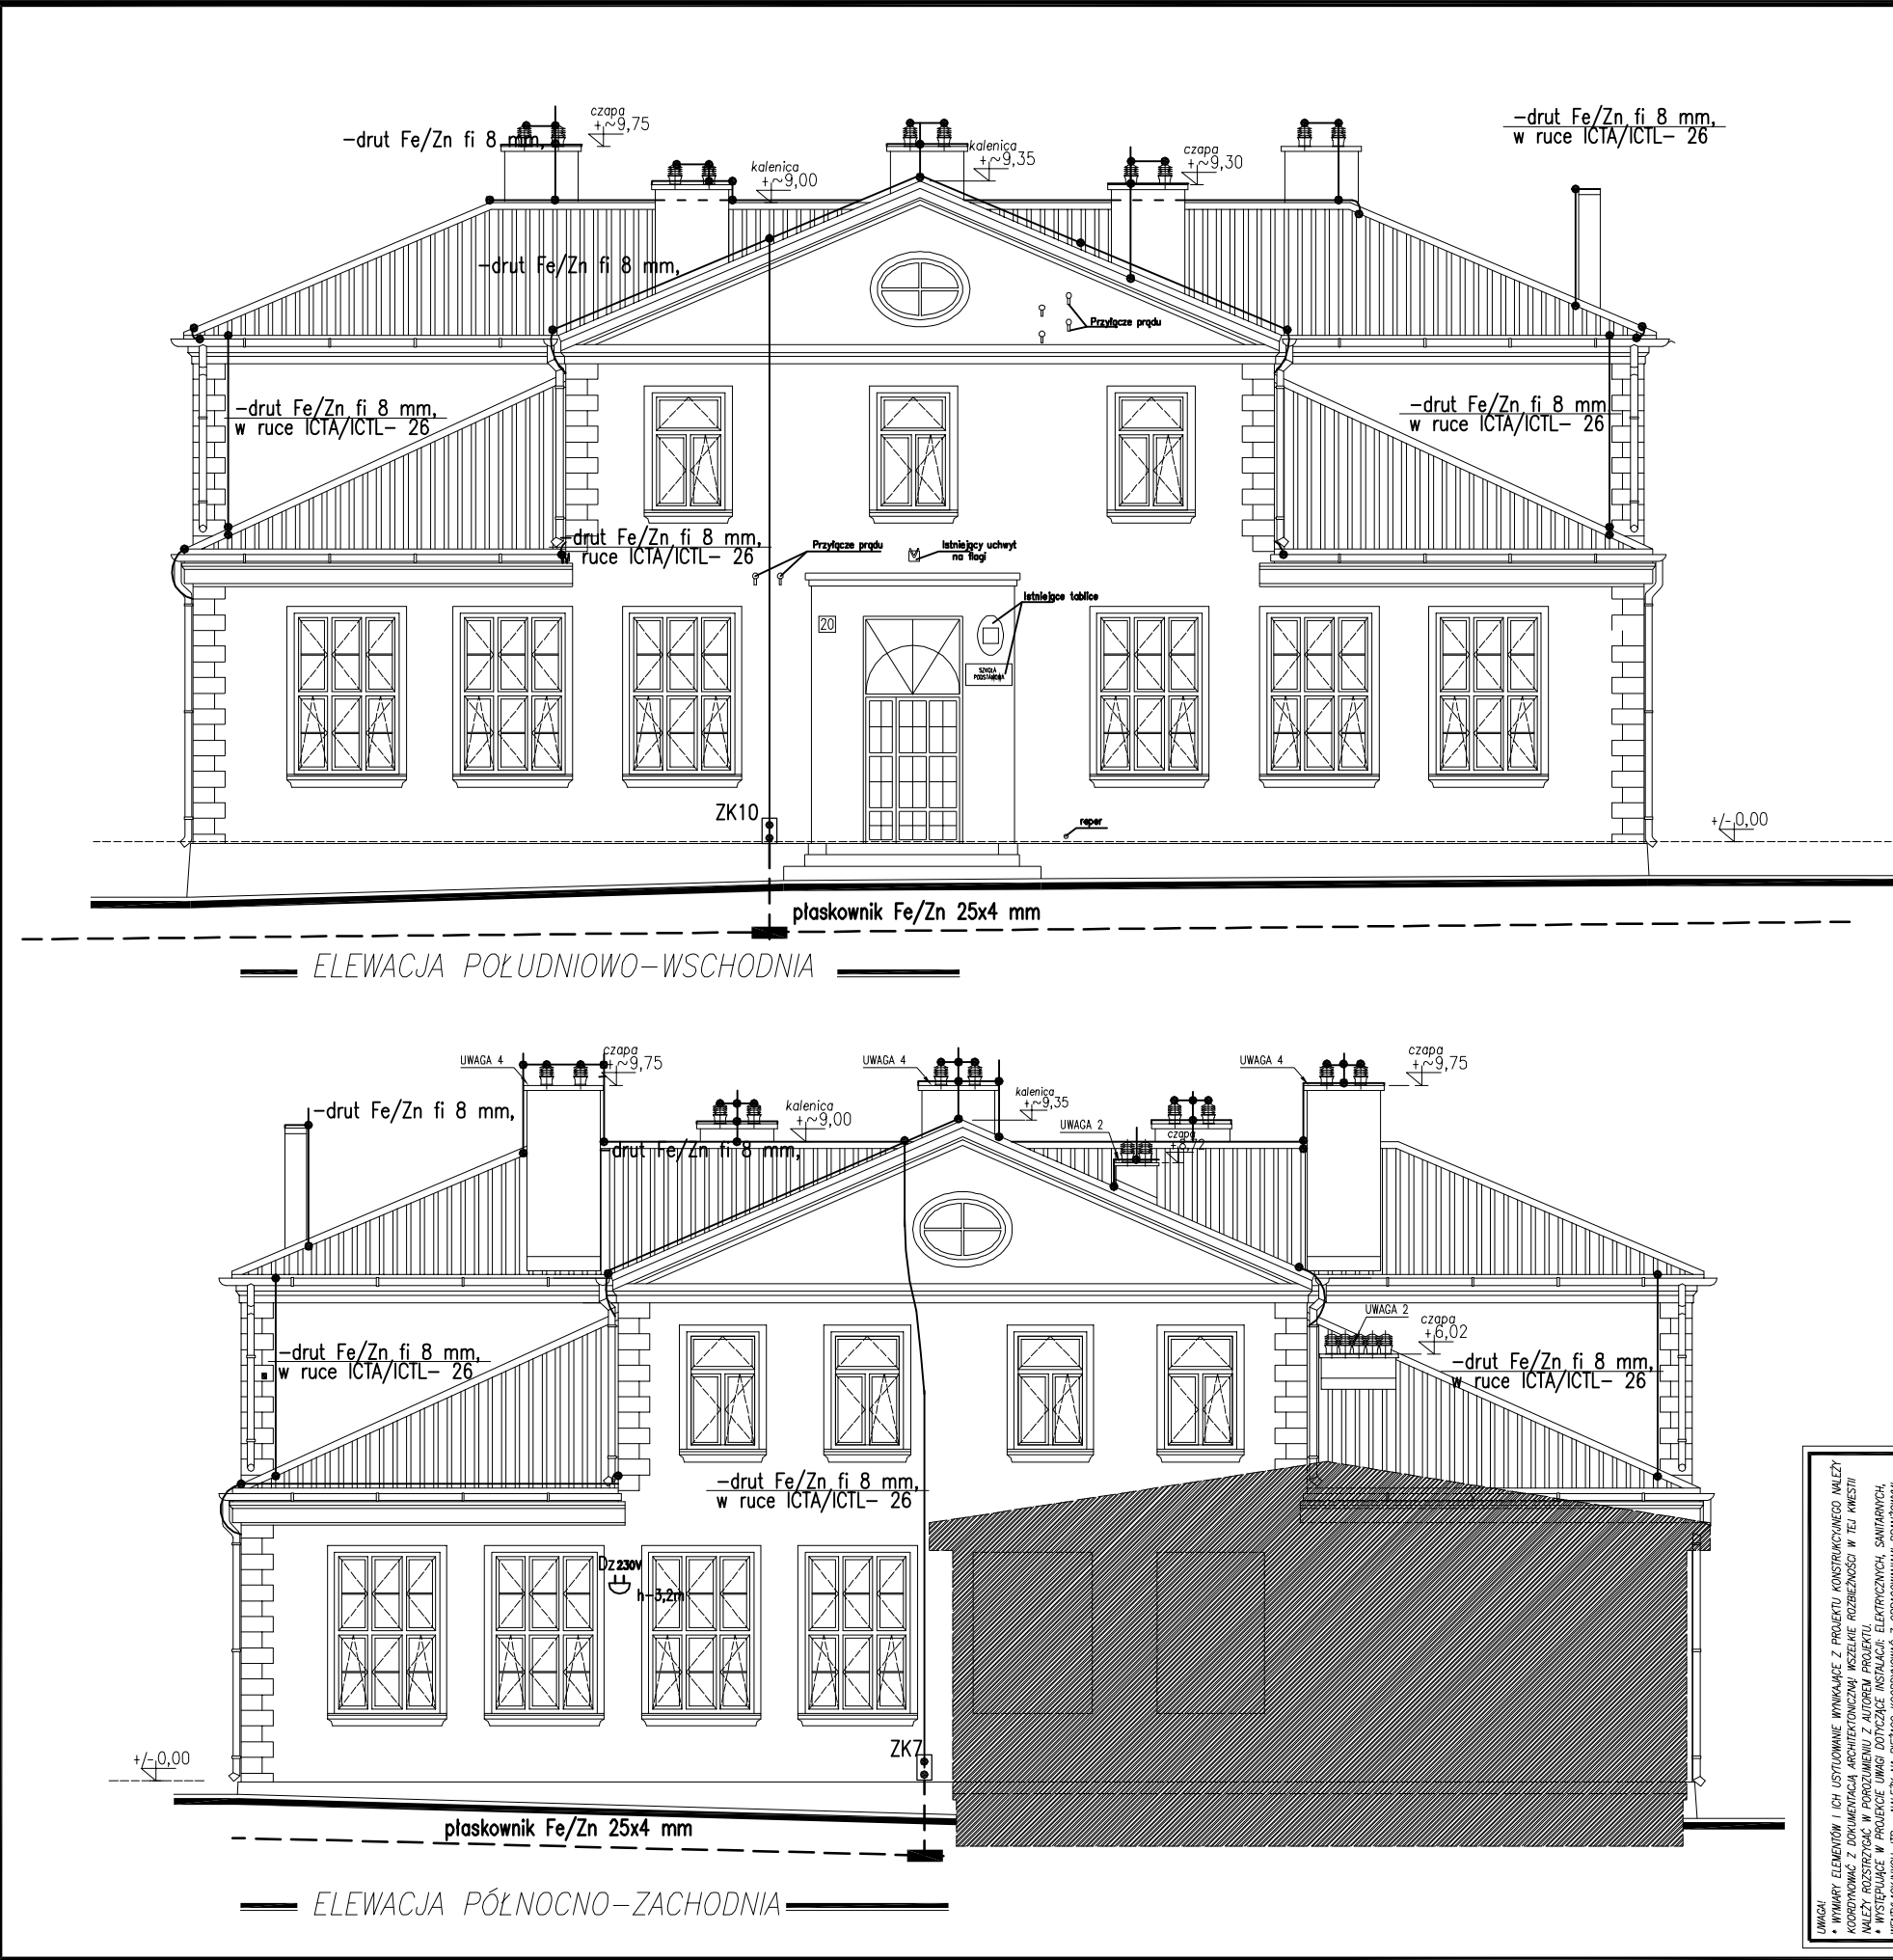 czapa
+~9,75
-drut Fe/Zn fi 8 mm,
kalenica
+~9,00
kalenica
+~9,35
czapa
+~9,30
-drut Fe/Zn fi 8 mm,
w ruce ICTA/ICTL- 26
-drut Fe/Zn fi 8 mm,
Przyłącze prądu
-drut Fe/Zn fi 8 mm,
w ruce ICTA/ICTL- 26
-drut Fe/Zn fi 8 mm
w ruce ICTA/ICTL- 26
-drut Fe/Zn fi 8 mm,
w ruce ICTA/ICTL- 26
Przyłącze prądu
Istniejący uchwyt
na flagi
Istniejące tablice
20
SZKOŁA
PODSTAWOWA
ZK10
reper
+/-0,00
płaskownik Fe/Zn 25x4 mm
ELEWACJA POŁUDNIOWO-WSCHODNIA
UWAGA 4
czapa
+~9,75
UWAGA 4
UWAGA 4
czapa
+~9,75
-drut Fe/Zn fi 8 mm,
kalenica
+~9,00
kalenica
+~9,35
UWAGA 2
czapa
-drut Fe/Zn fi 8 mm,
UWAGA 2
czapa
+6,02
-drut Fe/Zn fi 8 mm,
w ruce ICTA/ICTL- 26
-drut Fe/Zn fi 8 mm,
w ruce ICTA/ICTL- 26
-drut Fe/Zn fi 8 mm,
w ruce ICTA/ICTL- 26
Dz 230V
h-3,2m
ZK7
+/-0,00
płaskownik Fe/Zn 25x4 mm
ELEWACJA PÓŁNOCNO-ZACHODNIA
UWAGA!
* WYMIARY ELEMENTÓW I ICH USYTUOWANIE WYNIKAJĄCE Z PROJEKTU KONSTRUKCYJNEGO NALEŻY
KOORDYNOWAĆ Z DOKUMENTACJĄ ARCHITEKTONICZNĄ! WSZELKIE ROZBIEŻNOŚCI W TEJ KWESTII
NALEŻY ROZSTRZYGAĆ W POROZUMIENIU Z AUTOREM PROJEKTU.
* WYSTĘPUJĄCE W PROJEKCIE UWAGI DOTYCZĄCE INSTALACJI: ELEKTRYCZNYCH, SANITARNYCH,